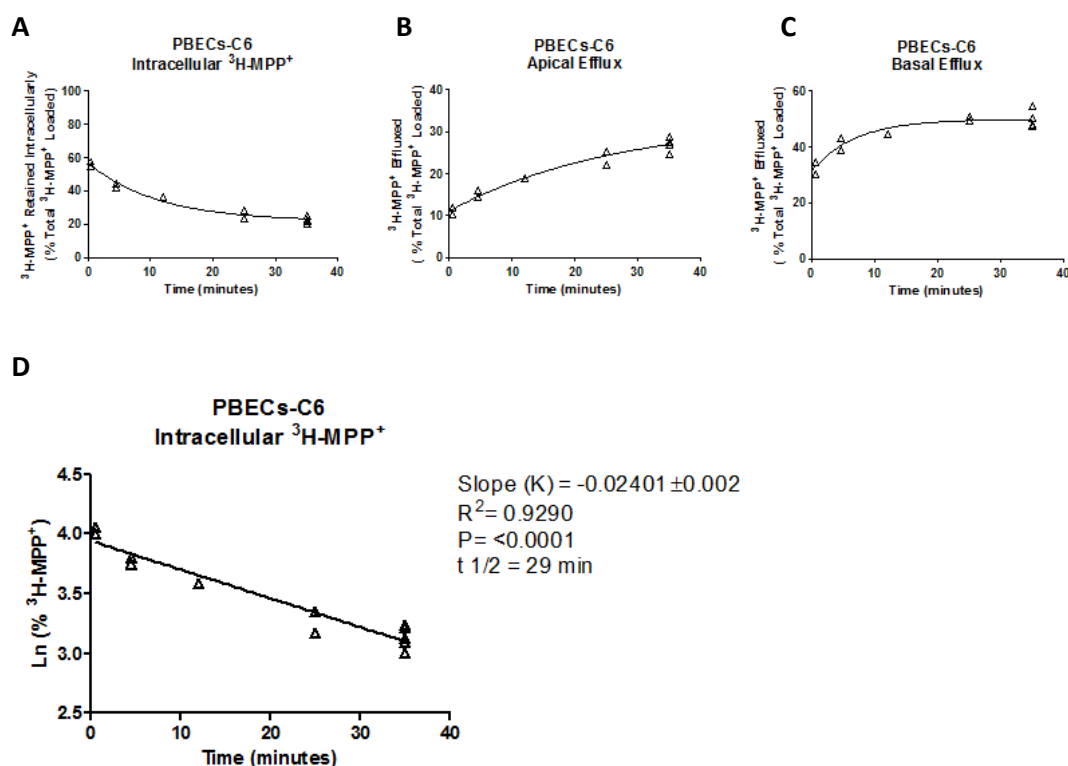 A
PBECs-C6
Intracellular ³H-MPP⁺
³H-MPP⁺ Retained Intracellularly
(% Total ³H-MPP⁺ Loaded)
100
80
60
40
20
0
0 10 20 30 40
Time (minutes)
B
PBECs-C6
Apical Efflux
³H-MPP⁺ Effluxed
( % Total ³H-MPP⁺ Loaded)
40
30
20
10
0
0 10 20 30 40
Time (minutes)
C
PBECs-C6
Basal Efflux
³H-MPP⁺ Effluxed
( % Total ³H-MPP⁺ Loaded)
60
40
20
0
0 10 20 30 40
Time (minutes)
D
PBECs-C6
Intracellular ³H-MPP⁺
Ln (% ³H-MPP⁺)
4.5
4.0
3.5
3.0
2.5
0 10 20 30 40
Time (minutes)
Slope (K) = -0.02401 ±0.002
R²= 0.9290
P= <0.0001
t 1/2 = 29 min